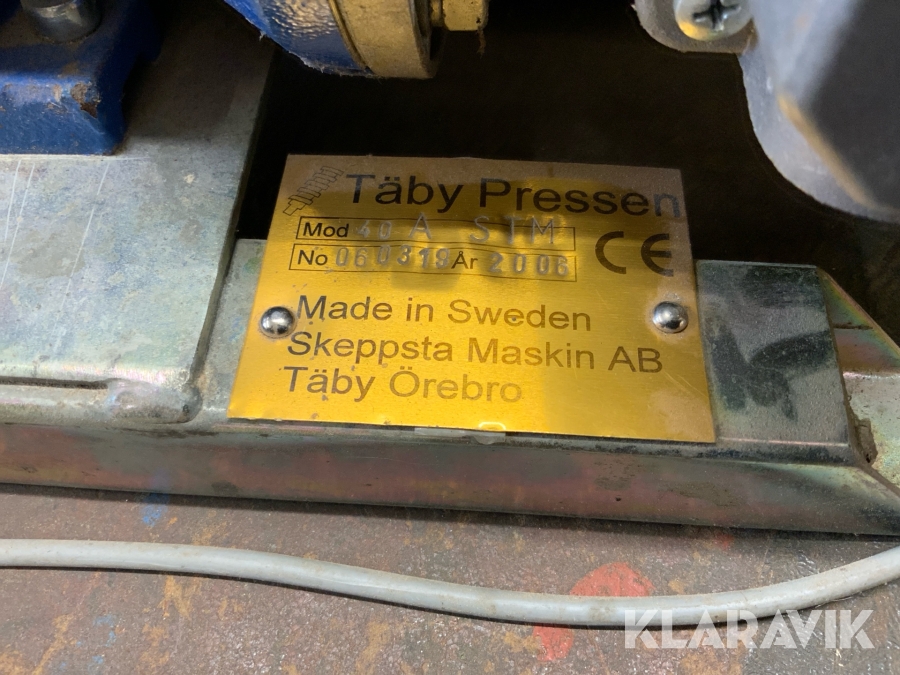 Täby Pressen
Mod 40 A STM
No 060319 År 2006 CE
Made in Sweden
Skeppsta Maskin AB
Täby Örebro
KLARAVIK